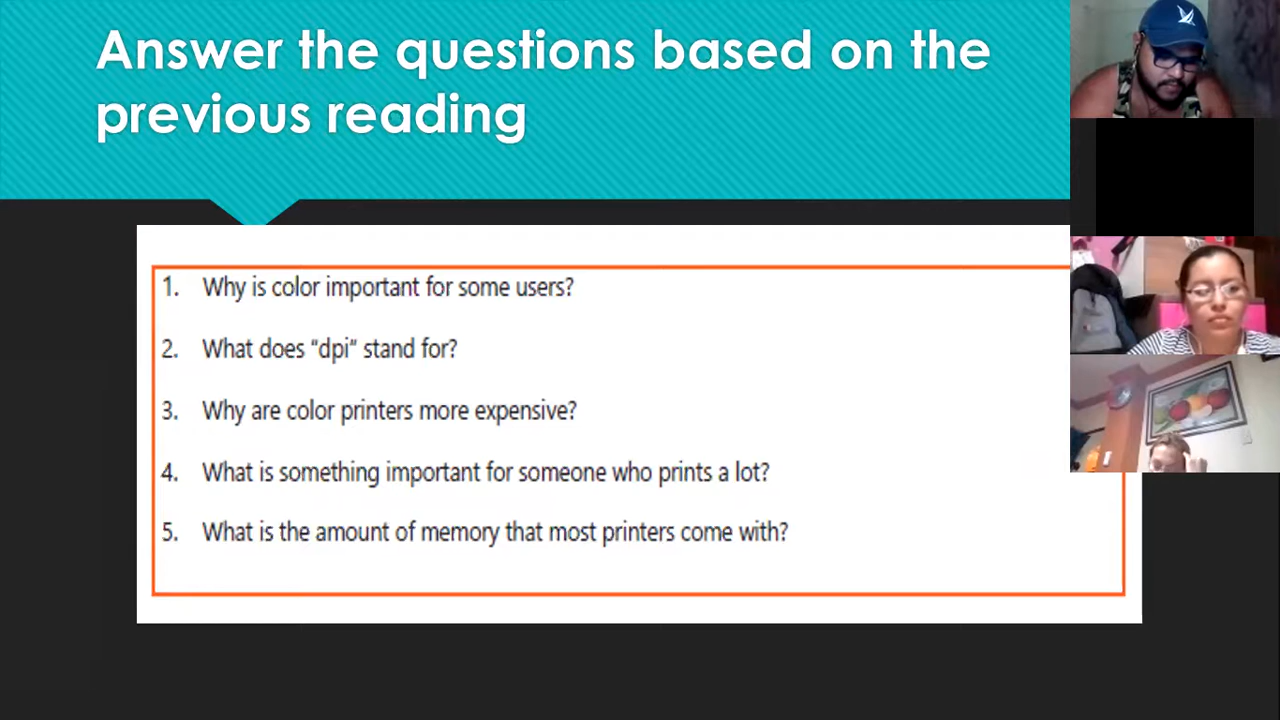 Answer the questions based on the
previous reading
1. Why is color important for some users?
2. What does “dpi” stand for?
3. Why are color printers more expensive?
4. What is something important for someone who prints a lot?
5. What is the amount of memory that most printers come with?